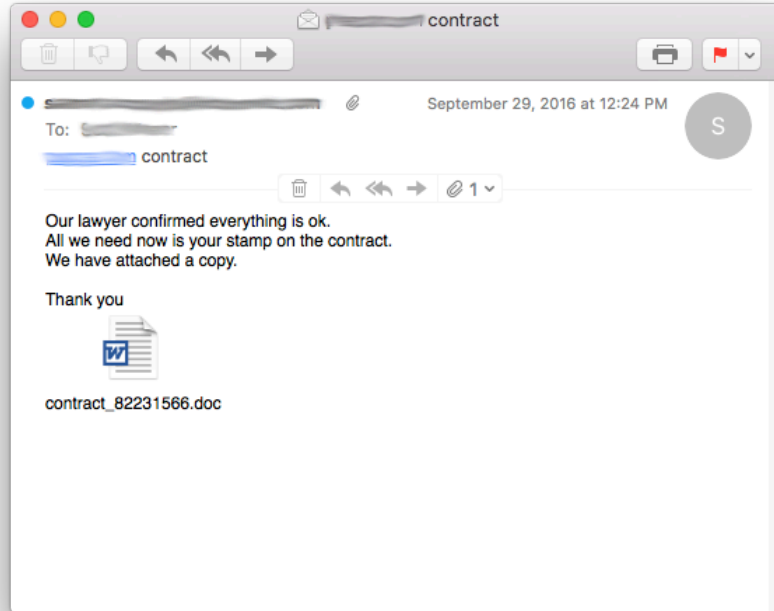 contract
September 29, 2016 at 12:24 PM
S
To:
contract
1
Our lawyer confirmed everything is ok.
All we need now is your stamp on the contract.
We have attached a copy.
Thank you
W
contract_82231566.doc